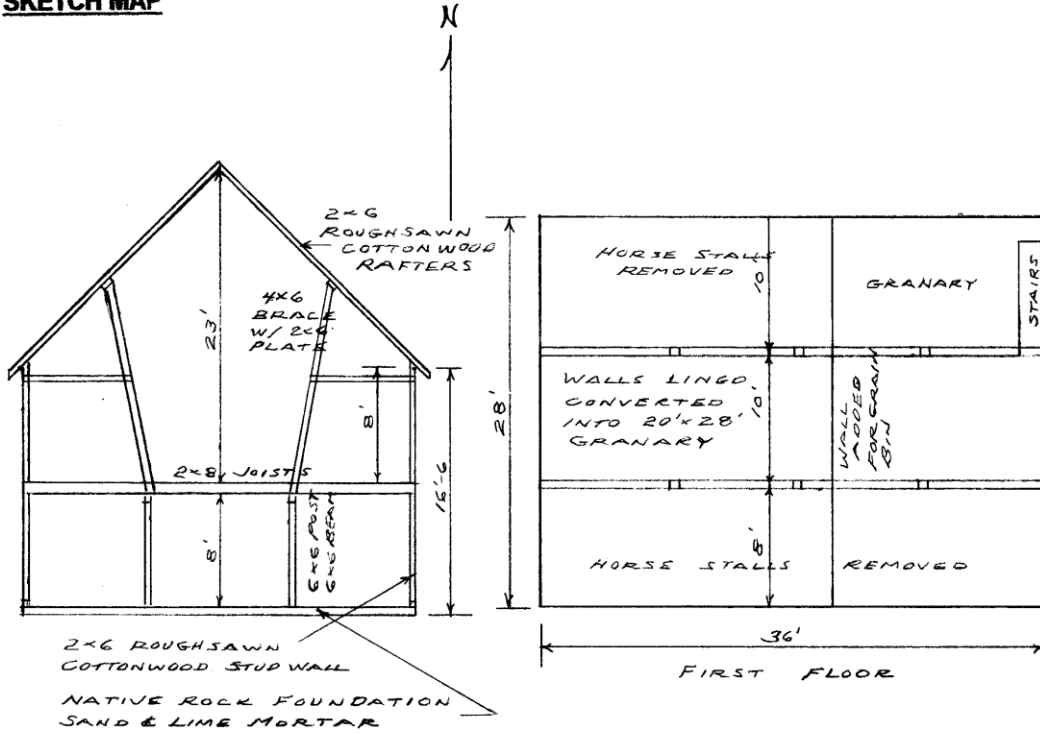 SKETCH MAP
N
2x6
ROUGHSAWN
COTTONWOOD
RAFTERS
4x6
BRACE
W/ 2x6
PLATE
23'
8'
2x8 JOISTS
16'-6
8'
6x6 POST
6x6 BEAM
2x6 ROUGHSAWN
COTTONWOOD STUD WALL
NATIVE ROCK FOUNDATION
SAND & LIME MORTAR
28'
HORSE STALLS
REMOVED
10'
GRANARY
STAIRS
WALLS LINED
CONVERTED
INTO 20'x28'
GRANARY
10'
WALL
ADDED
FOR GRAIN
BIN
8'
HORSE STALLS REMOVED
36'
FIRST FLOOR